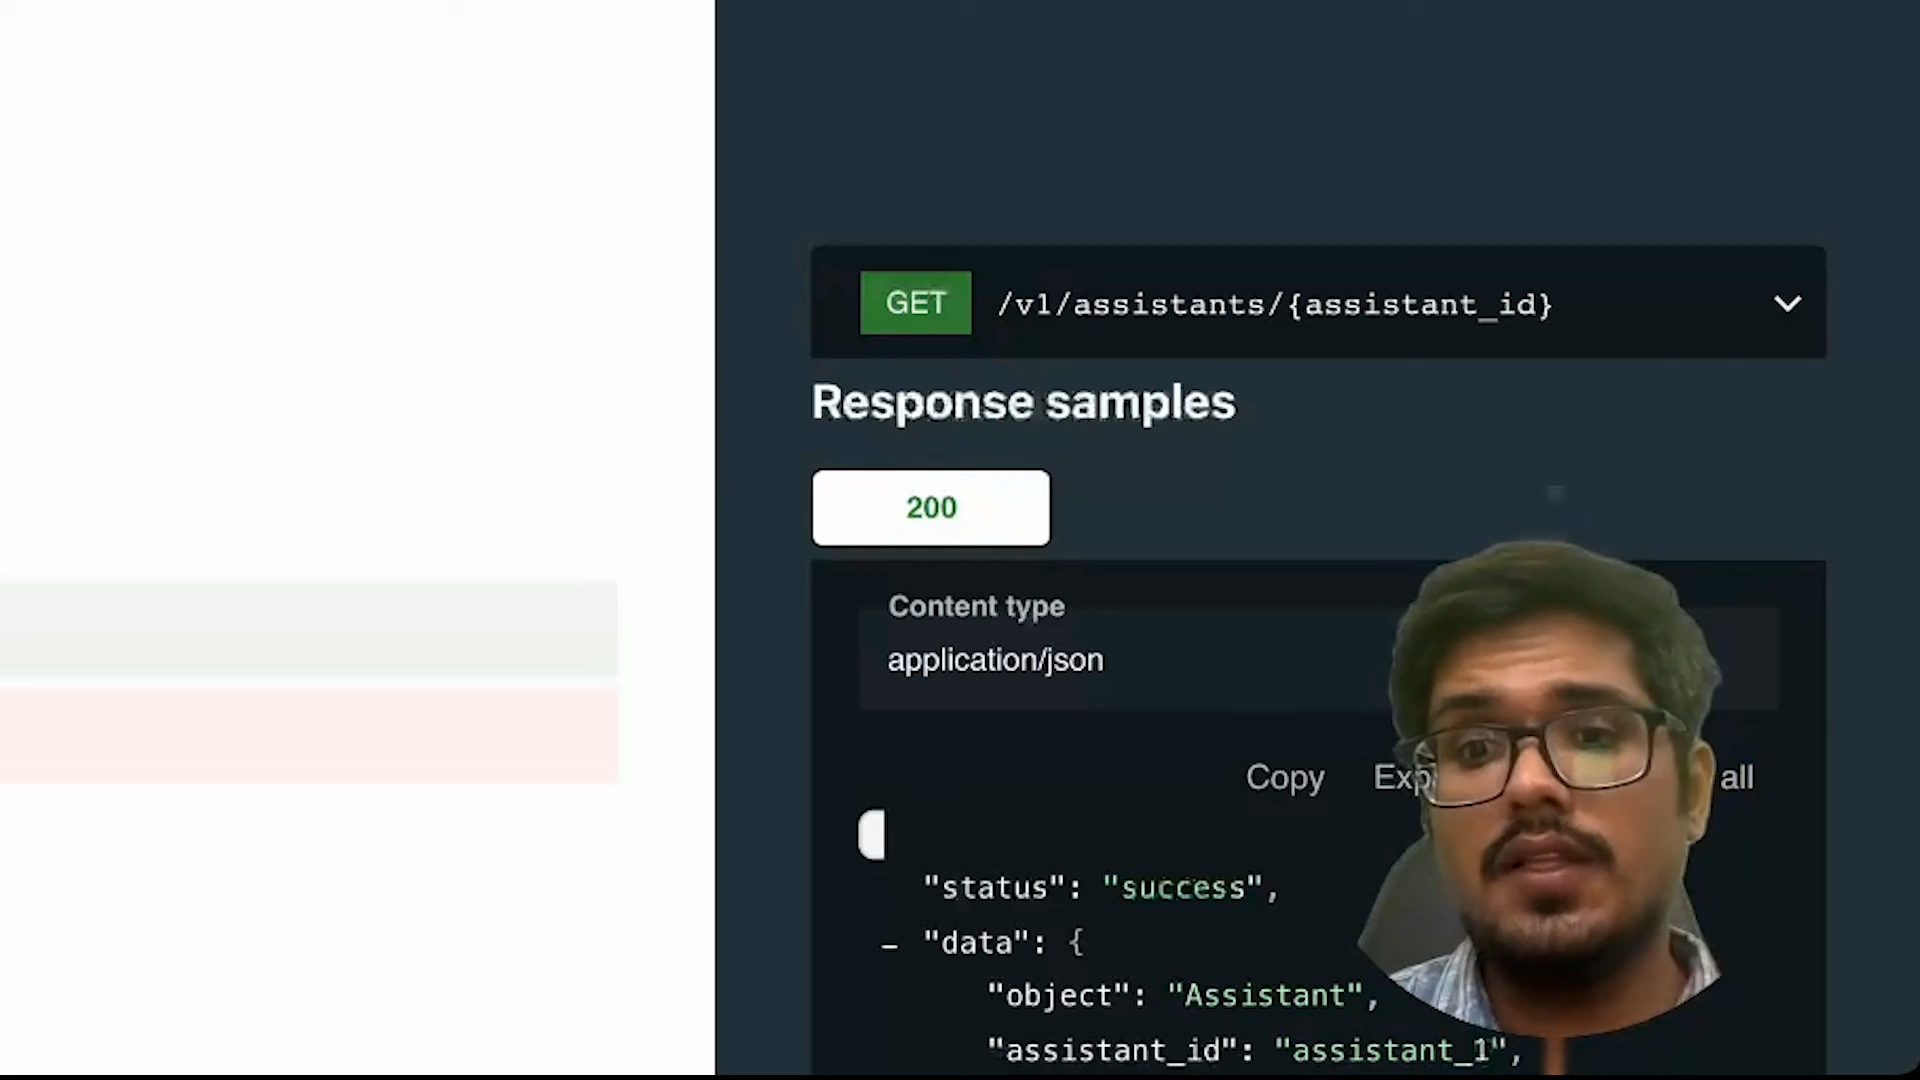 GET /v1/assistants/{assistant_id}
Response samples
200
Content type
application/json
Copy all
"status": "success",
– "data": {
"object": "Assistant",
"assistant_id": "assistant_1",